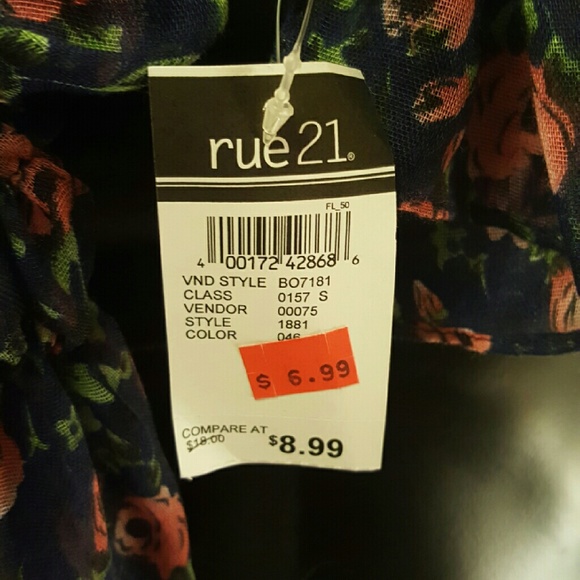 rue21®
FL_50
4 00172 42868 6
VND STYLE BO7181
CLASS 0157 S
VENDOR 00075
STYLE 1881
COLOR 046
$ 6.99
COMPARE AT
$18.00 $8.99